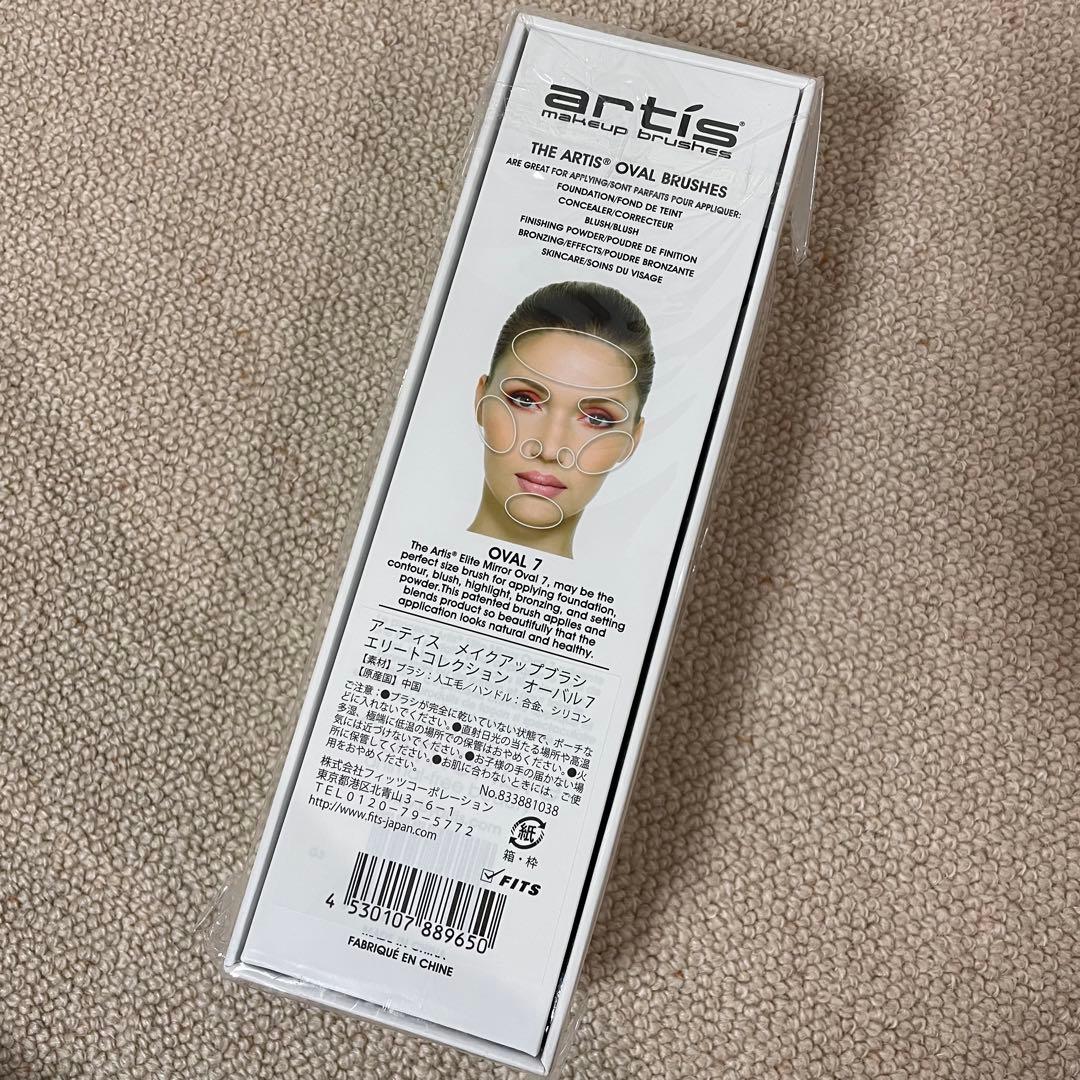 artís®
makeup brushes
THE ARTIS® OVAL BRUSHES
ARE GREAT FOR APPLYING/SONT PARFAITS POUR APPLIQUER:
FOUNDATION/FOND DE TEINT
CONCEALER/CORRECTEUR
BLUSH/BLUSH
FINISHING POWDER/POUDRE DE FINITION
BRONZING/EFFECTS/POUDRE BRONZANTE
SKINCARE/SOINS DU VISAGE
OVAL 7
The Artis® Elite Mirror Oval 7, may be the
perfect size brush for applying foundation,
contour, blush, highlight, bronzing, and setting
powder.This patented brush applies and
blends product so beautifully that the
application looks natural and healthy.
アーティス メイクアップブラシ
エリートコレクション オーバル7
【素材】ブラシ：人工毛／ハンドル：合金、シリコン
【原産国】中国
ご注意：●ブラシが完全に乾いていない状態で、ポーチな
どに入れないでください。●直射日光の当たる場所や高温
多湿、極端に低温の場所での保管はおやめください。●火
気には近づけないでください。●お子様の手の届かない場
所に保管してください。●お肌に合わないときには、ご使
用をおやめください。
No.833881038
株式会社フィッツコーポレーション
東京都港区北青山3-6-1
TEL0120-79-5772
http://www.fits-japan.com
紙
箱・枠
FITS
4 530107 889650
FABRIQUÉ EN CHINE